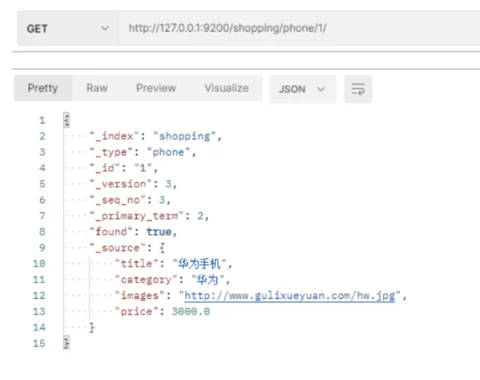 GET http://127.0.0.1:9200/shopping/phone/1/
Pretty Raw Preview Visualize JSON
1 {
2 "_index": "shopping",
3 "_type": "phone",
4 "_id": "1",
5 "_version": 3,
6 "_seq_no": 3,
7 "_primary_term": 2,
8 "found": true,
9 "_source": {
10 "title": "华为手机",
11 "category": "华为",
12 "images": "http://www.gulixueyuan.com/hw.jpg",
13 "price": 3000.0
14 }
15 }